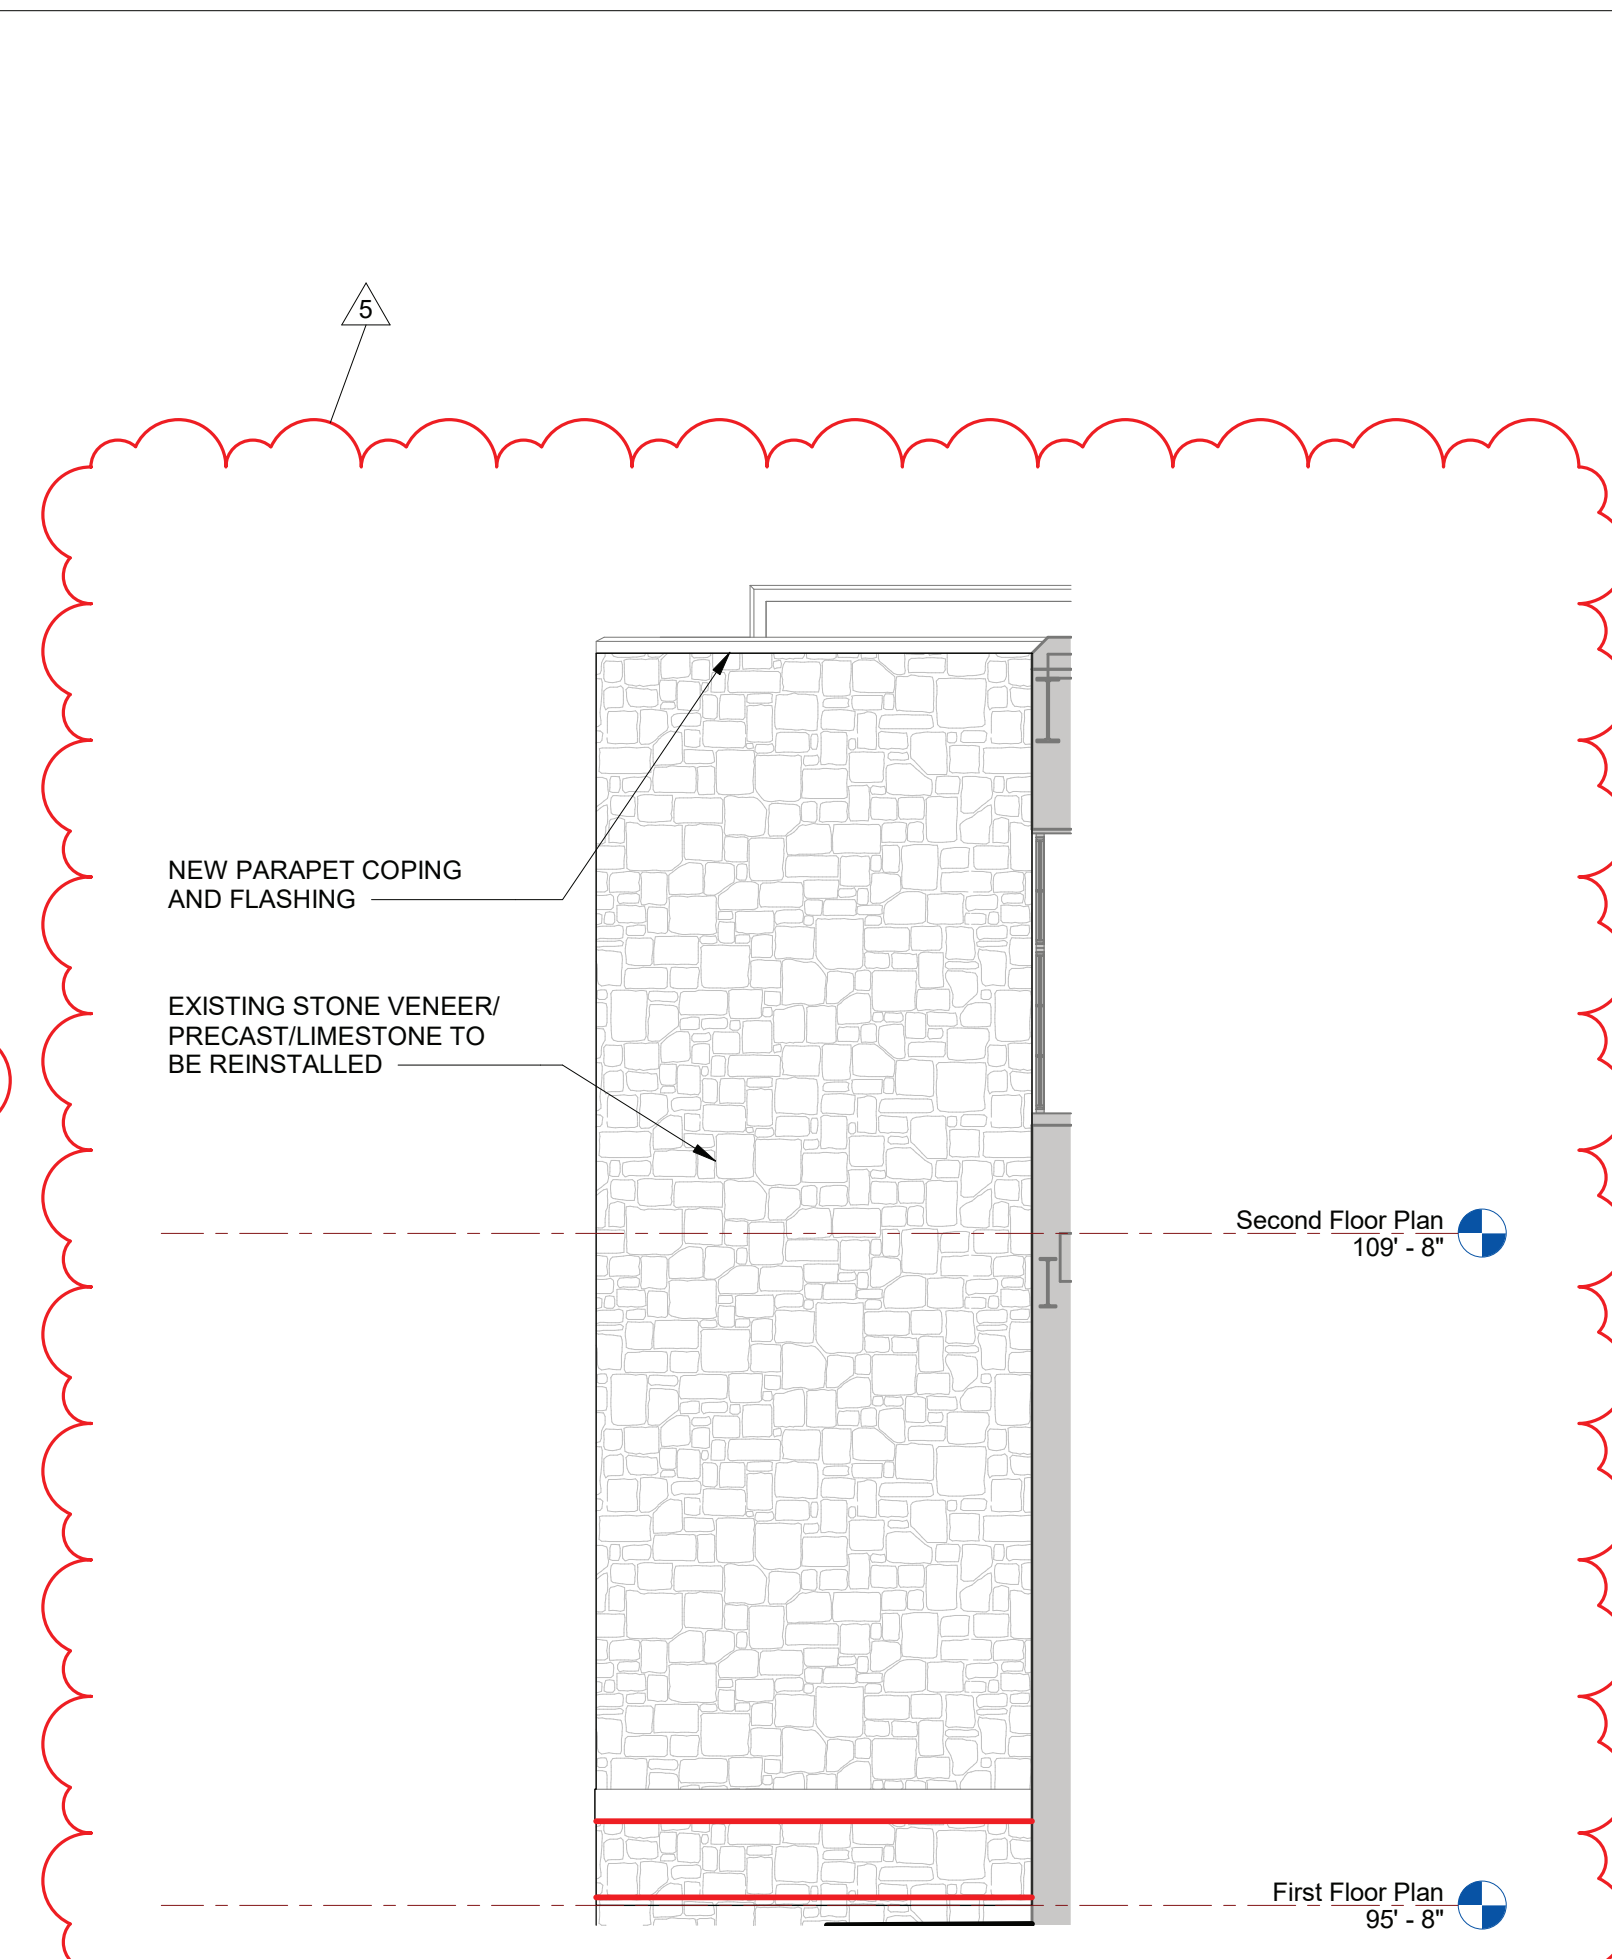 5
NEW PARAPET COPING
AND FLASHING
EXISTING STONE VENEER/
PRECAST/LIMESTONE TO
BE REINSTALLED
Second Floor Plan
109' - 8"
First Floor Plan
95' - 8"